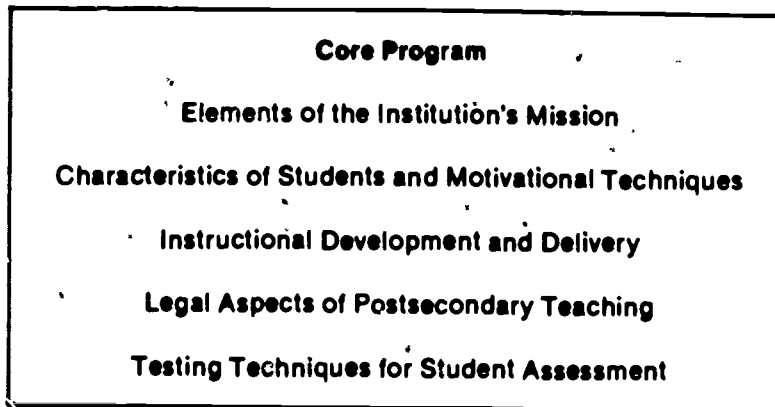 Core Program
Elements of the Institution's Mission
Characteristics of Students and Motivational Techniques
Instructional Development and Delivery
Legal Aspects of Postsecondary Teaching
Testing Techniques for Student Assessment